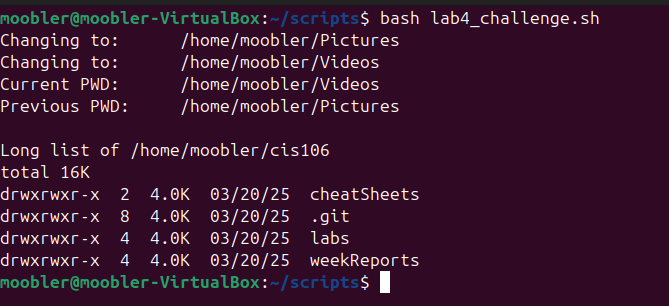 moobler@moobler-VirtualBox:~/scripts$ bash lab4_challenge.sh
Changing to:      /home/moobler/Pictures
Changing to:      /home/moobler/Videos
Current PWD:      /home/moobler/Videos
Previous PWD:     /home/moobler/Pictures

Long list of /home/moobler/cis106
total 16K
drwxrwxr-x  2  4.0K  03/20/25  cheatSheets
drwxrwxr-x  8  4.0K  03/20/25  .git
drwxrwxr-x  4  4.0K  03/20/25  labs
drwxrwxr-x  4  4.0K  03/20/25  weekReports
moobler@moobler-VirtualBox:~/scripts$